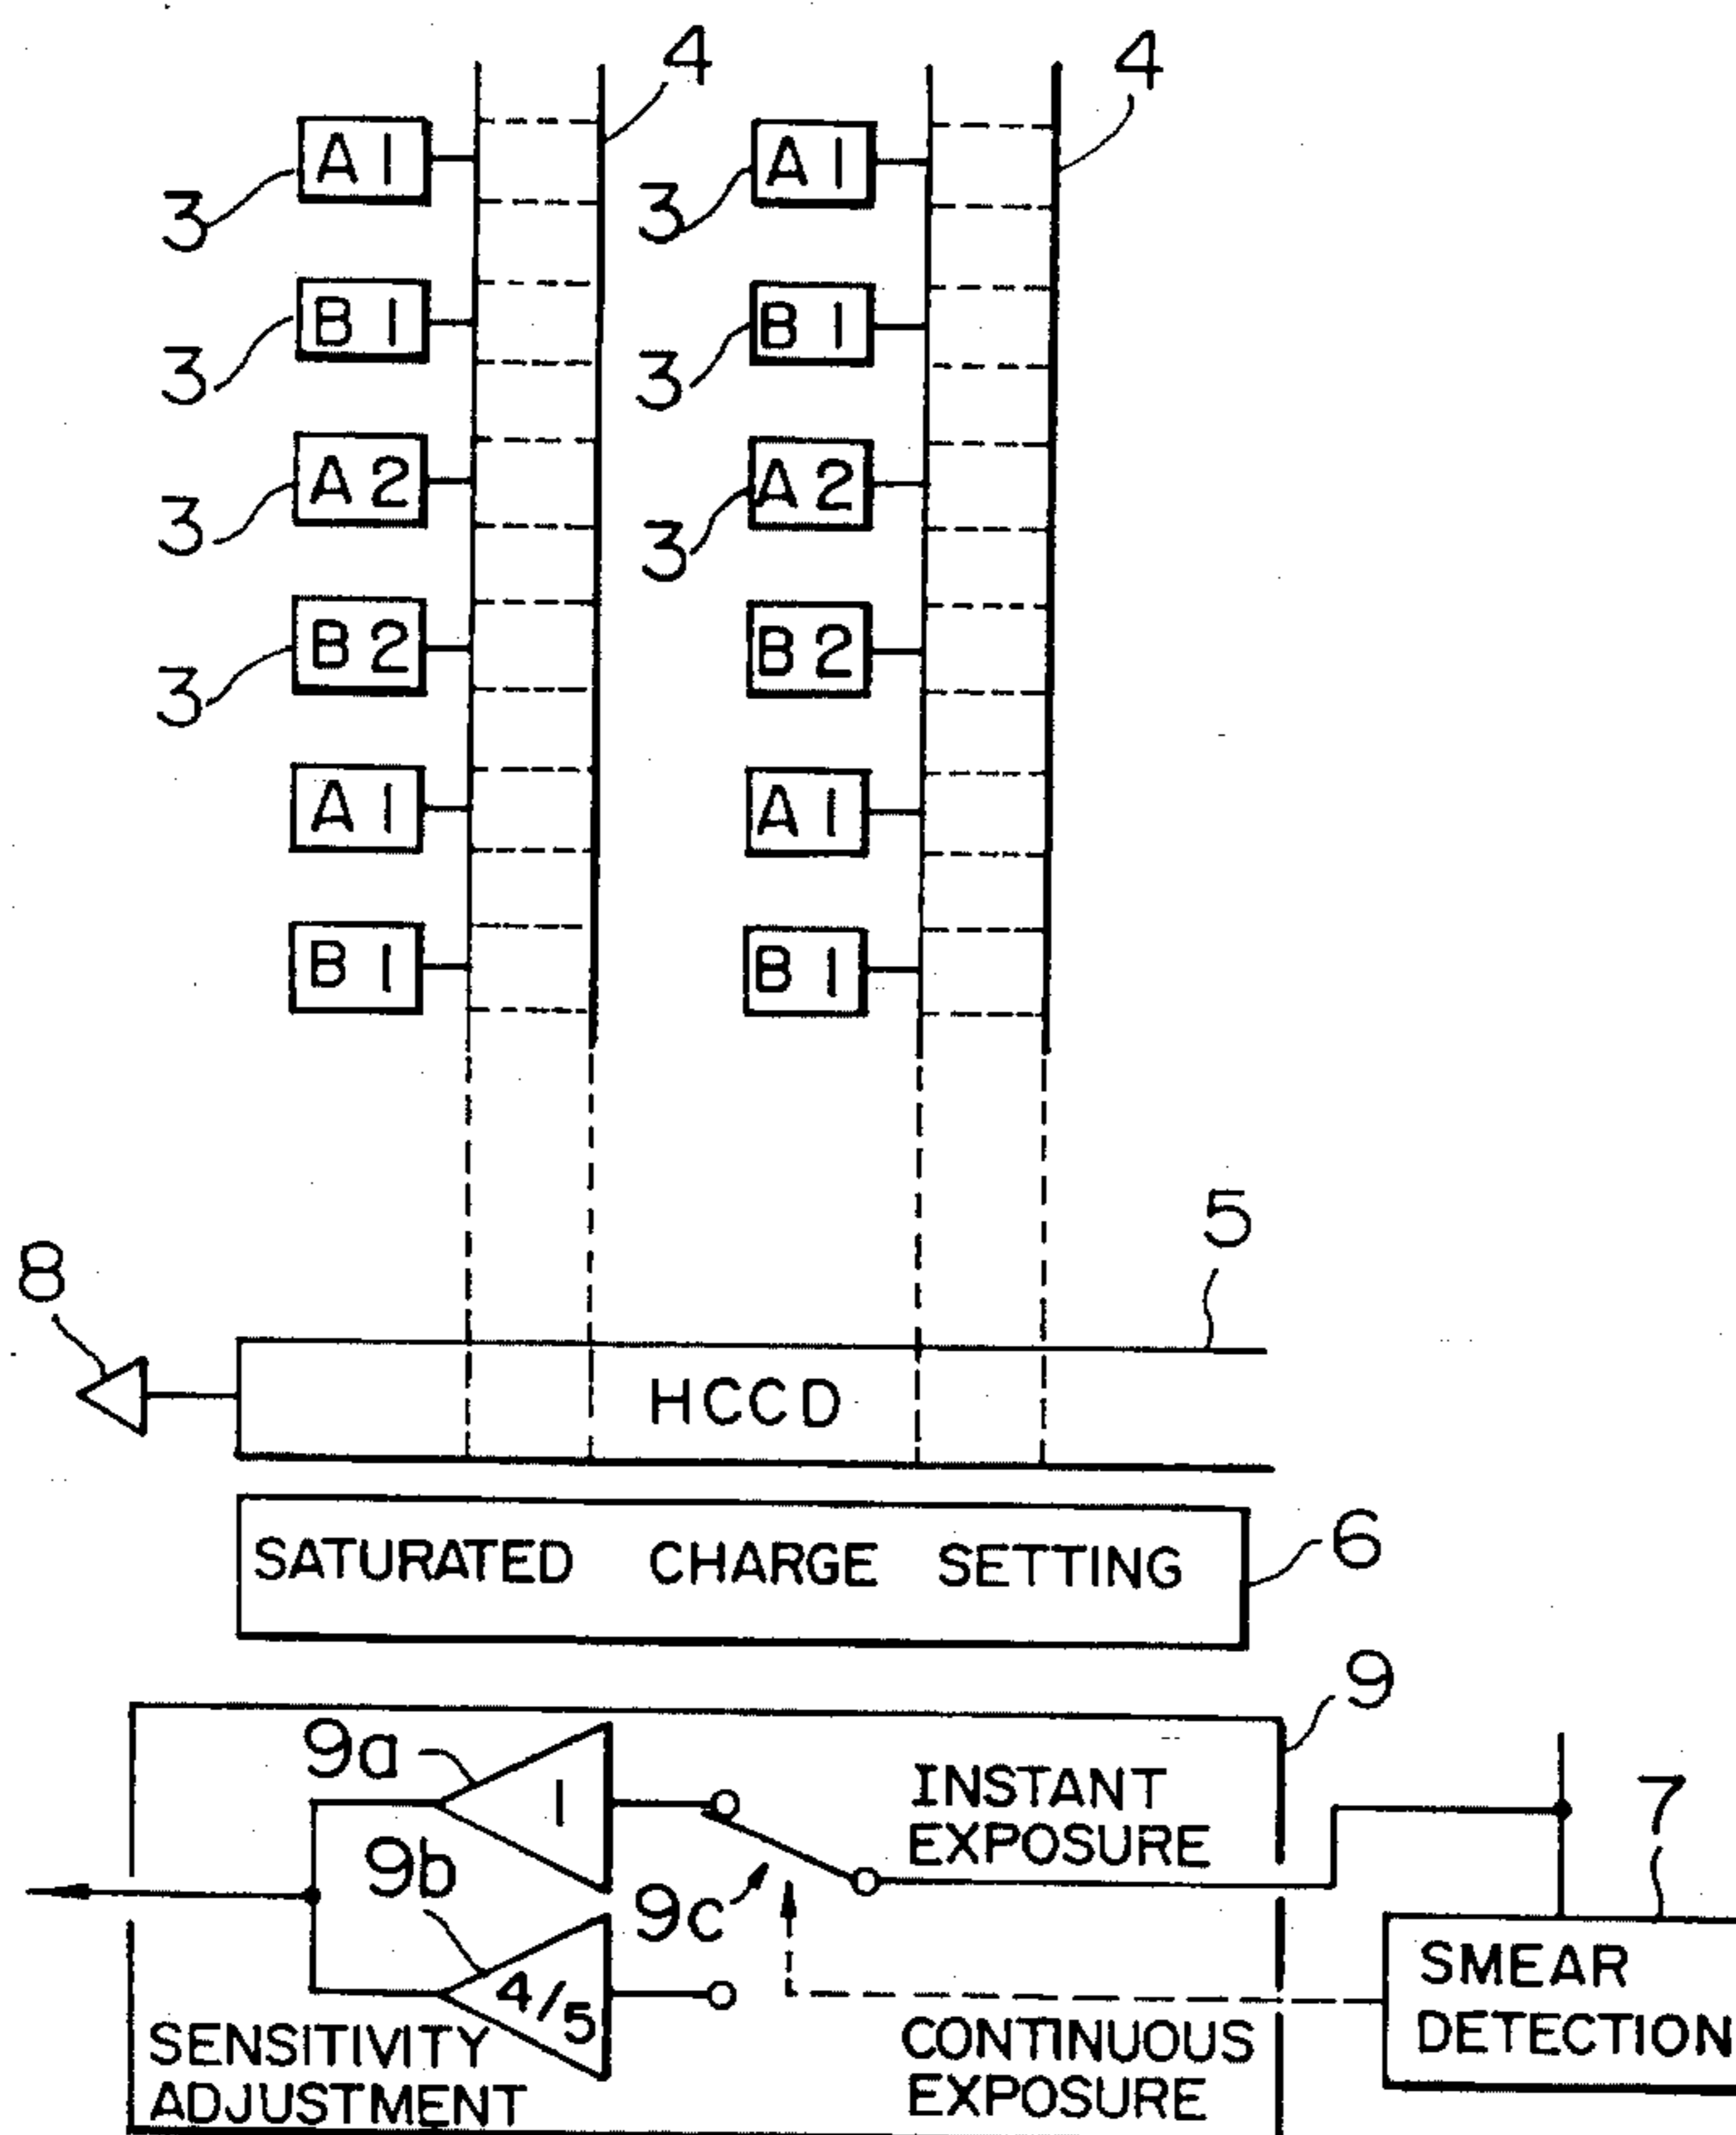 4 4
A1 A1
3 3
B1 B1
3 3
A2 A2
3 3
B2 B2
3
A1 A1
B1 B1
5
8
HCCD
SATURATED CHARGE SETTING
6
9
9a
1
INSTANT
EXPOSURE
7
9b
9c
4/5
SMEAR
DETECTION
SENSITIVITY
ADJUSTMENT
CONTINUOUS
EXPOSURE